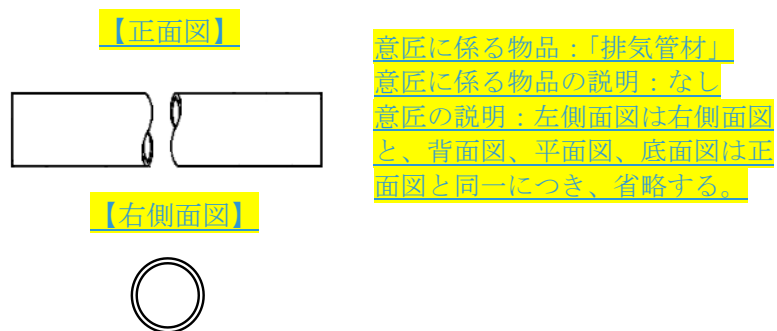 【正面図】
【右側面図】
意匠に係る物品：「排気管材」
意匠に係る物品の説明：なし
意匠の説明：左側面図は右側面図
と、背面図、平面図、底面図は正
面図と同一につき、省略する。